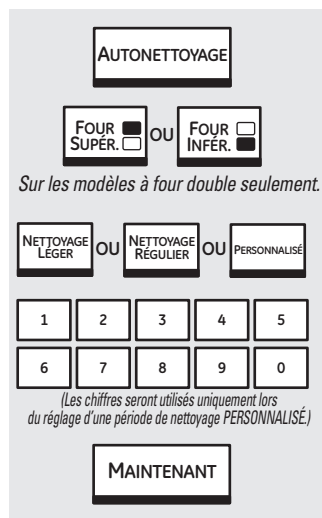 AUTONETTOYAGE
FOUR SUPÉR. OU FOUR INFÉR.
Sur les modèles à four double seulement.
NETTOYAGE LÉGER OU NETTOYAGE RÉGULIER OU PERSONNALISÉ
1 2 3 4 5
6 7 8 9 0
(Les chiffres seront utilisés uniquement lors
du réglage d'une période de nettoyage PERSONNALISÉ.)
MAINTENANT